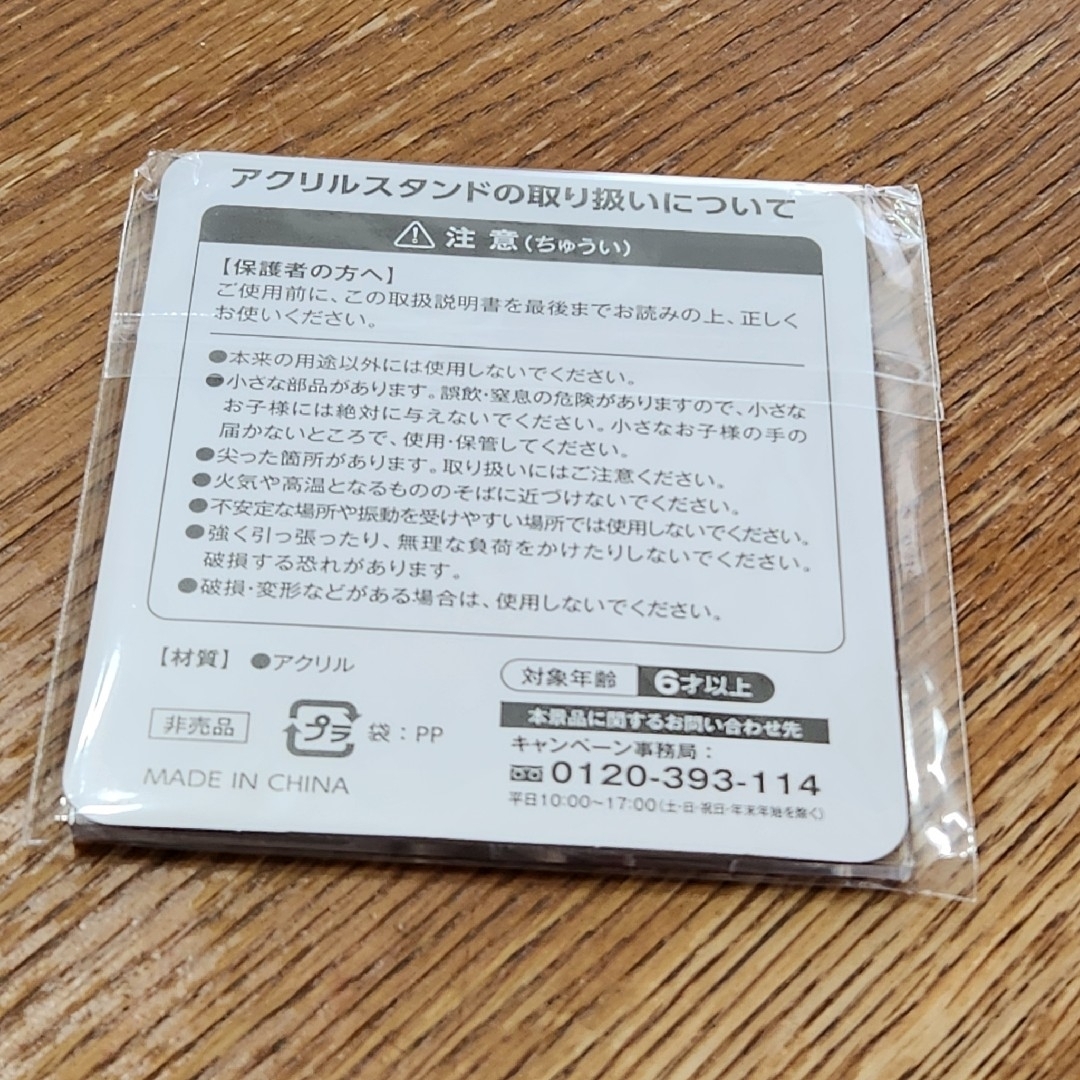 アクリルスタンドの取り扱いについて
注 意(ちゅうい)
【保護者の方へ】
ご使用前に、この取扱説明書を最後までお読みの上、正しく
お使いください。
●本来の用途以外には使用しないでください。
●小さな部品があります。誤飲・窒息の危険がありますので、小さな
お子様には絶対に与えないでください。小さなお子様の手の
届かないところで、使用・保管してください。
●尖った箇所があります。取り扱いにはご注意ください。
●火気や高温となるもののそばに近づけないでください。
●不安定な場所や振動を受けやすい場所では使用しないでください。
●強く引っ張ったり、無理な負荷をかけたりしないでください。
破損する恐れがあります。
●破損・変形などがある場合は、使用しないでください。
【材質】 ●アクリル
対象年齢 6才以上
非売品 プラ 袋：PP
MADE IN CHINA
本景品に関するお問い合わせ先
キャンペーン事務局：
0120-393-114
平日10:00〜17:00(土・日・祝日・年末年始を除く)